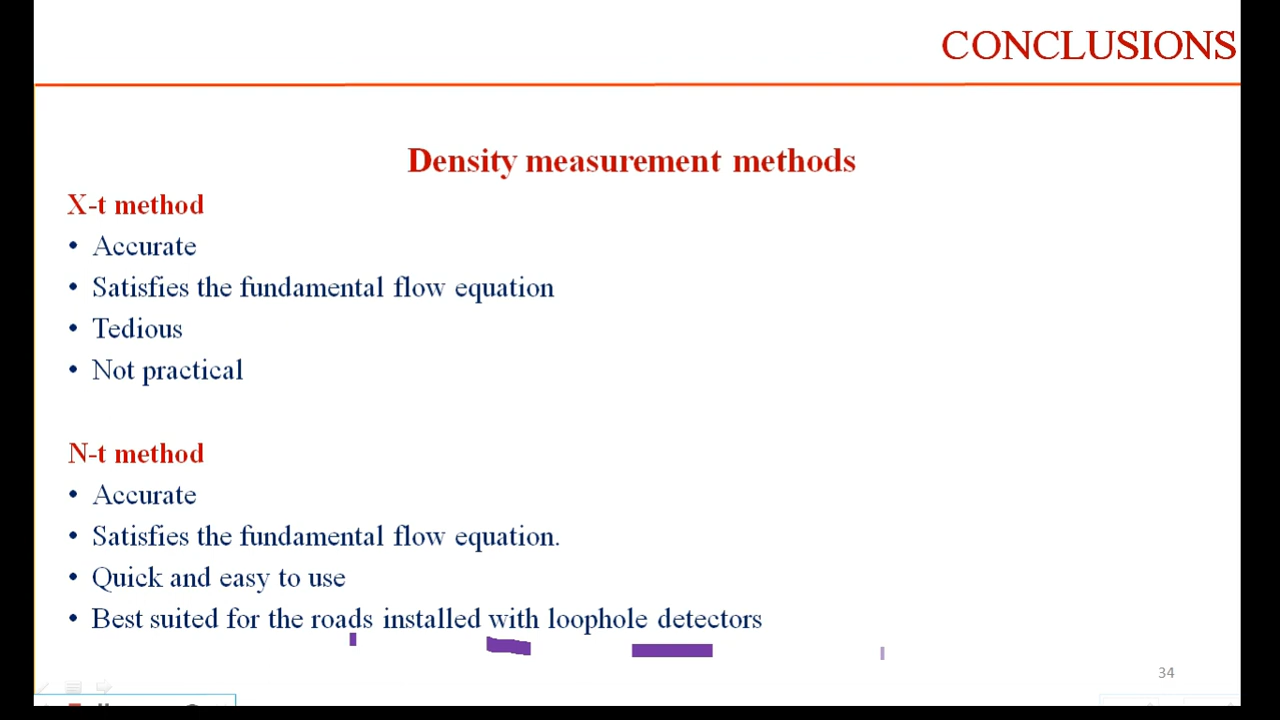 CONCLUSIONS
Density measurement methods
X-t method
• Accurate
• Satisfies the fundamental flow equation
• Tedious
• Not practical
N-t method
• Accurate
• Satisfies the fundamental flow equation.
• Quick and easy to use
• Best suited for the roads installed with loophole detectors
34